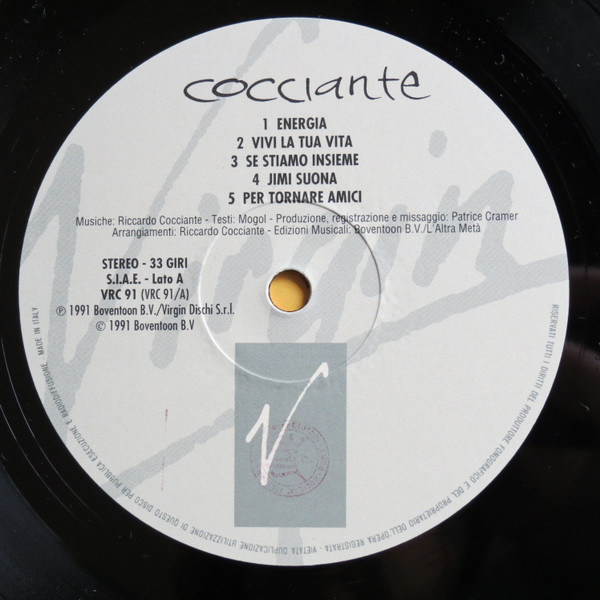 cocciante
1 ENERGIA
2 VIVI LA TUA VITA
3 SE STIAMO INSIEME
4 JIMI SUONA
5 PER TORNARE AMICI
Musiche: Riccardo Cocciante - Testi: Mogol - Produzione, registrazione e missaggio: Patrice Cramer
Arrangiamenti: Riccardo Cocciante - Edizioni Musicali: Boventoon B.V./L'Altra Metà
STEREO - 33 GIRI
S.I.A.E. - Lato A
VRC 91 (VRC 91/A)
℗ 1991 Boventoon B.V./Virgin Dischi S.r.l.
© 1991 Boventoon B.V
Virgin
V
RISERVATI TUTTI I DIRITTI DEL PRODUTTORE FONOGRAFICO E DEL PROPRIETARIO DELL'OPERA REGISTRATA - VIETATA DUPLICAZIONE UTILIZZAZIONE DI QUESTO DISCO PER PUBBLICA ESECUZIONE E RADIODIFFUSIONE - MADE IN ITALY